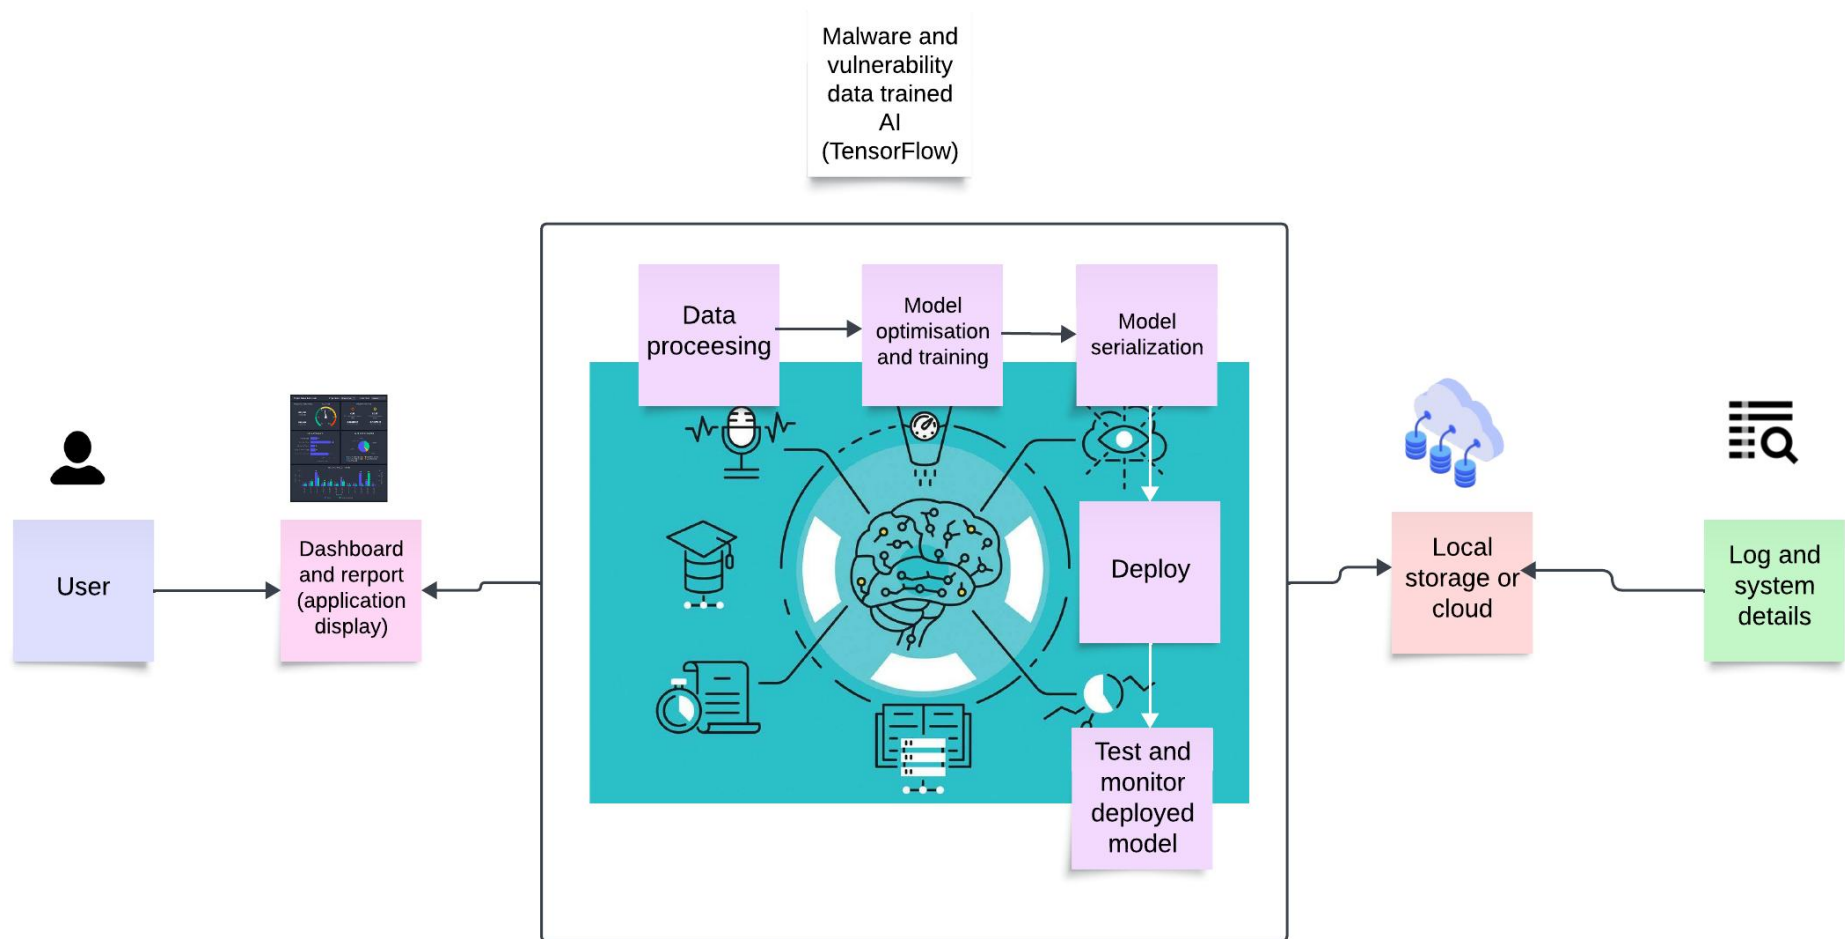 Malware and
vulnerability
data trained
AI
(TensorFlow)
Data
proceesing
Model
optimisation
and training
Model
serialization
User
Dashboard
and rerport
(application
display)
Deploy
Local
storage or
cloud
Log and
system
details
Test and
monitor
deployed
model